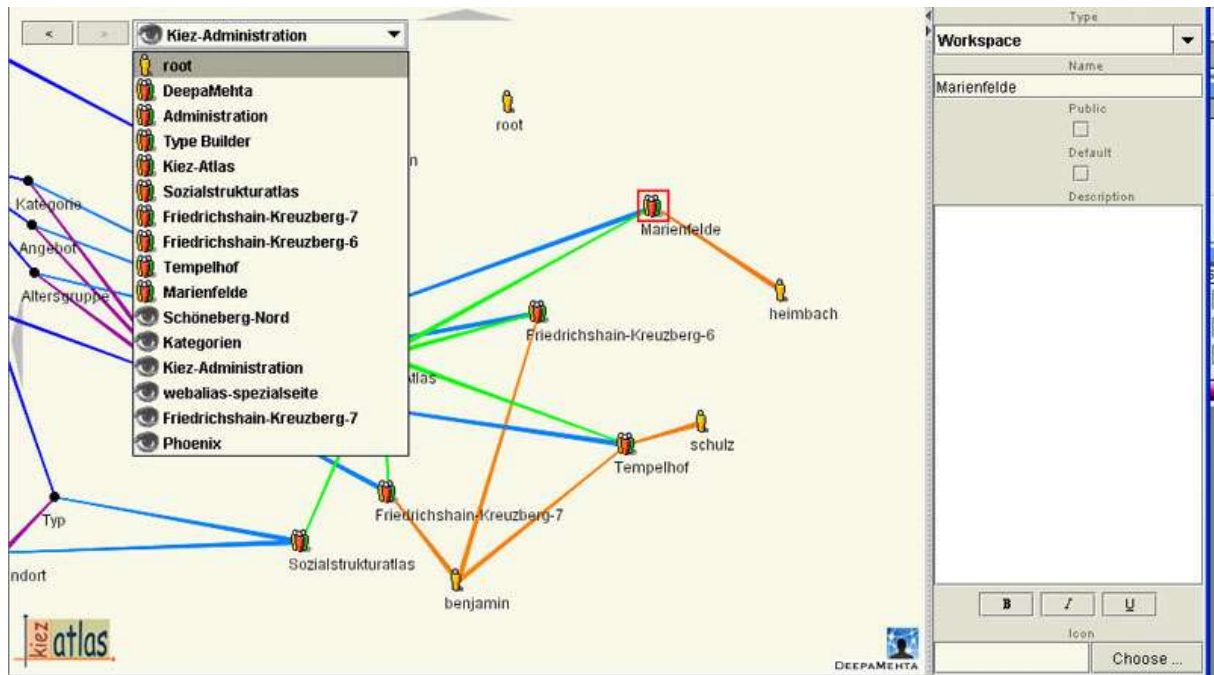 <
>
Kiez-Administration
root
DeepaMehta
Administration
Type Builder
Kiez-Atlas
Sozialstrukturatlas
Friedrichshain-Kreuzberg-7
Friedrichshain-Kreuzberg-6
Tempelhof
Marienfelde
Schöneberg-Nord
Kategorien
Kiez-Administration
webalias-spezialseite
Friedrichshain-Kreuzberg-7
Phoenix
root
n
Kategorie
Angebot
Altersgruppe
Marienfelde
heimbach
Friedrichshain-Kreuzberg-6
Atlas
schulz
Tempelhof
Friedrichshain-Kreuzberg-7
Typ
Sozialstrukturatlas
ndort
benjamin
kiez atlas
DEEPAMEHTA
Type
Workspace
Name
Marienfelde
Public
Default
Description
B I U
Icon
Choose ...